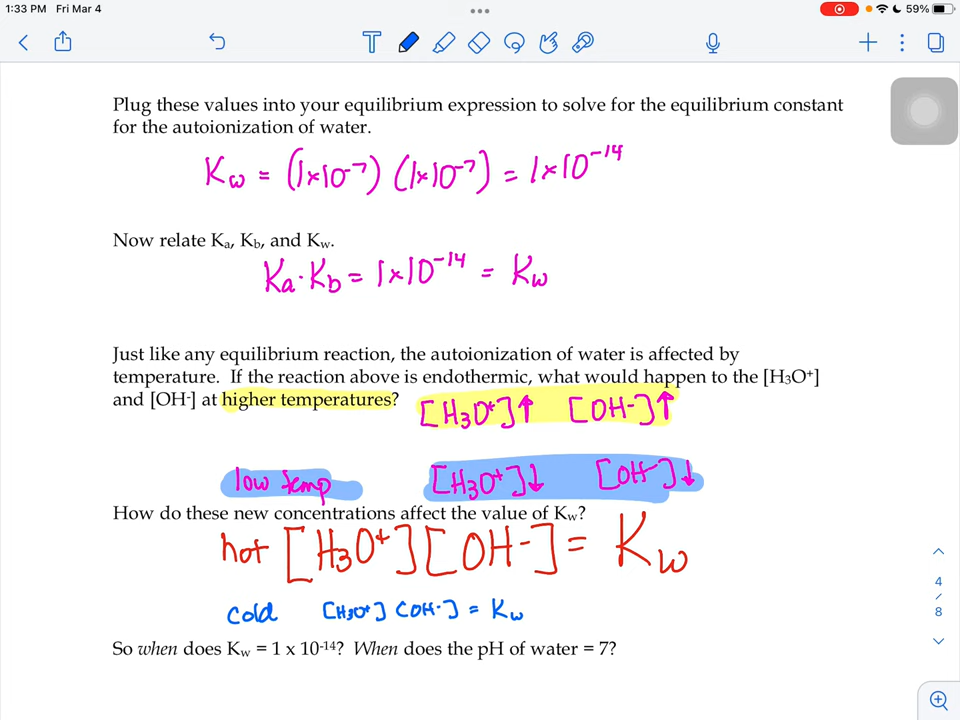 1:33 PM Fri Mar 4
59%
T
Plug these values into your equilibrium expression to solve for the equilibrium constant
for the autoionization of water.
Kw = (1×10⁻⁷) (1×10⁻⁷) = 1×10⁻¹⁴
Now relate Ka, Kb, and Kw.
Ka·Kb = 1×10⁻¹⁴ = Kw
Just like any equilibrium reaction, the autoionization of water is affected by
temperature. If the reaction above is endothermic, what would happen to the [H₃O⁺]
and [OH⁻] at higher temperatures?
[H₃O⁺]↑ [OH⁻]↑
low temp [H₃O⁺]↓ [OH⁻]↓
How do these new concentrations affect the value of Kw?
hot [H₃O⁺][OH⁻] = Kw
cold [H₃O⁺][OH⁻] = Kw
So when does Kw = 1 x 10⁻¹⁴? When does the pH of water = 7?
4
/
8